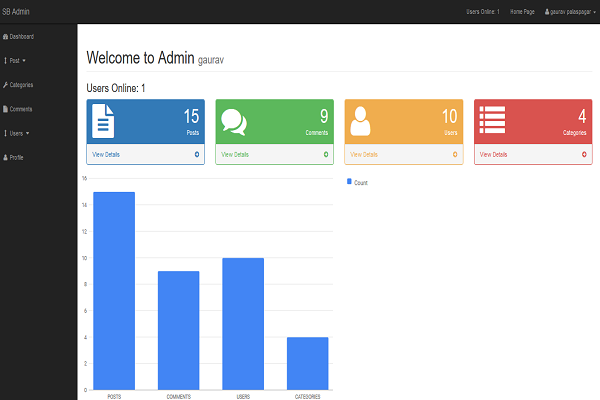 SB Admin
Users Online: 1 Home Page gaurav palaspagar
Dashboard
Post
Categories
Comments
Users
Profile
Welcome to Admin gaurav
Users Online: 1
15
Posts
View Details
9
Comments
View Details
10
Users
View Details
4
Categories
View Details
16
14
12
10
8
6
4
2
0
POSTS COMMENTS USERS CATEGORIES
Count